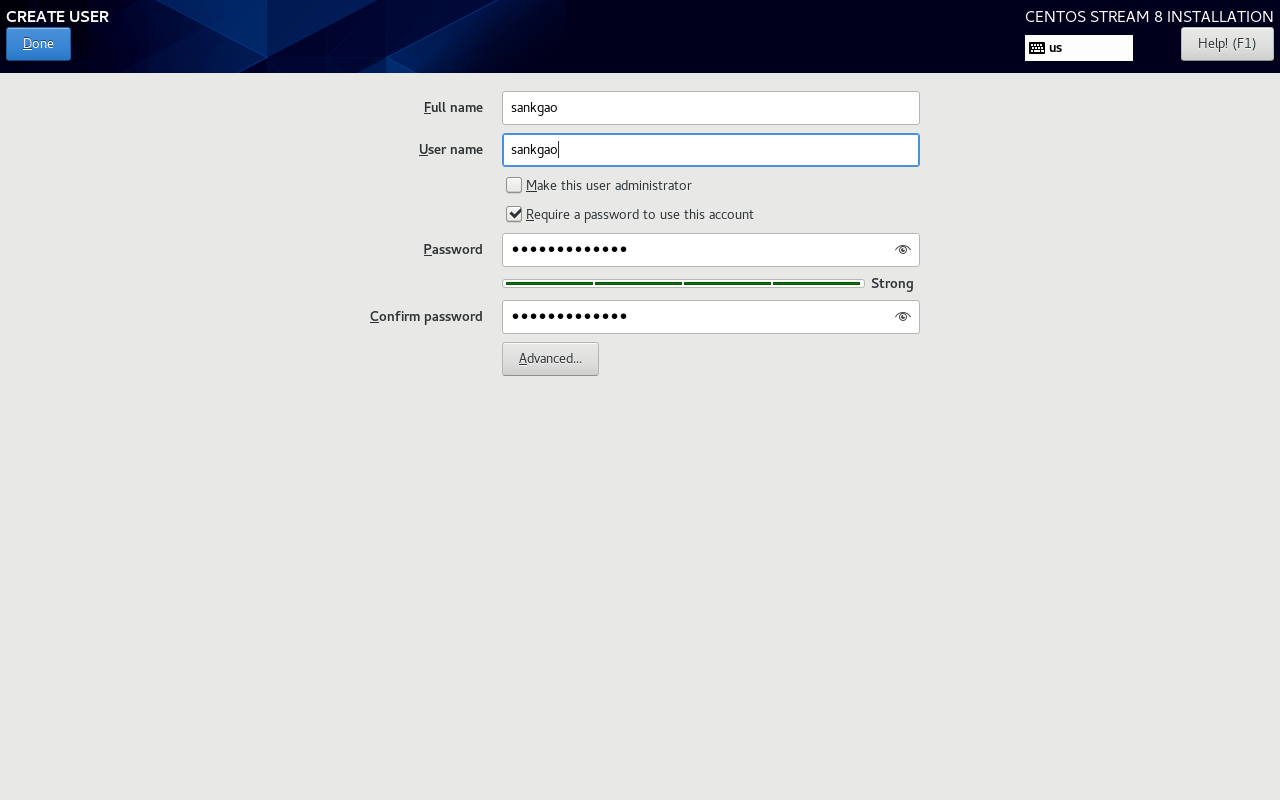 CREATE USER
CENTOS STREAM 8 INSTALLATION
Done
us
Help! (F1)
Full name
sankgao
User name
sankgao
Make this user administrator
Require a password to use this account
Password
•••••••••••••
Strong
Confirm password
•••••••••••••
Advanced...